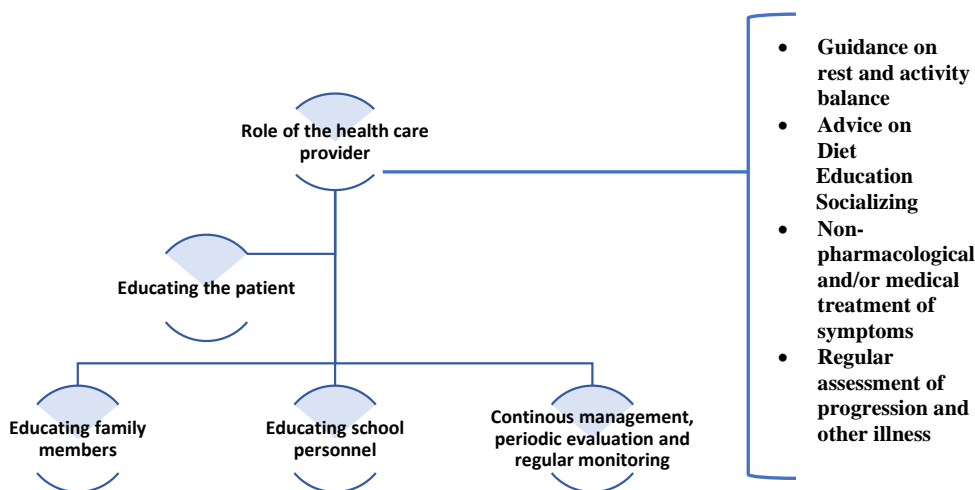 Role of the health care
provider
Educating the patient
Educating family
members
Educating school
personnel
Continous management,
periodic evaluation and
regular monitoring
• Guidance on
rest and activity
balance
• Advice on
Diet
Education
Socializing
• Non-
pharmacological
and/or medical
treatment of
symptoms
• Regular
assessment of
progression and
other illness